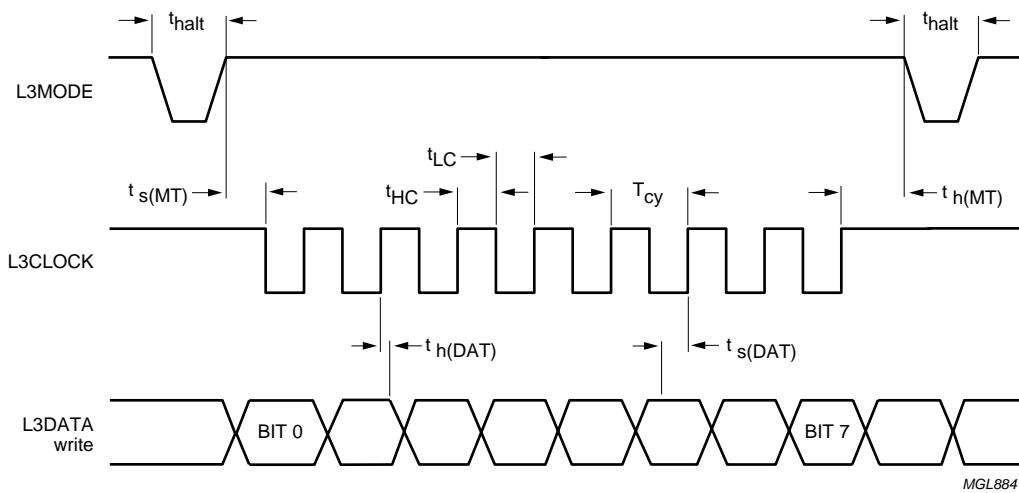 thalt
thalt
L3MODE
tLC
ts(MT)
tHC
Tcy
th(MT)
L3CLOCK
th(DAT)
ts(DAT)
L3DATA
write
BIT 0
BIT 7
MGL884